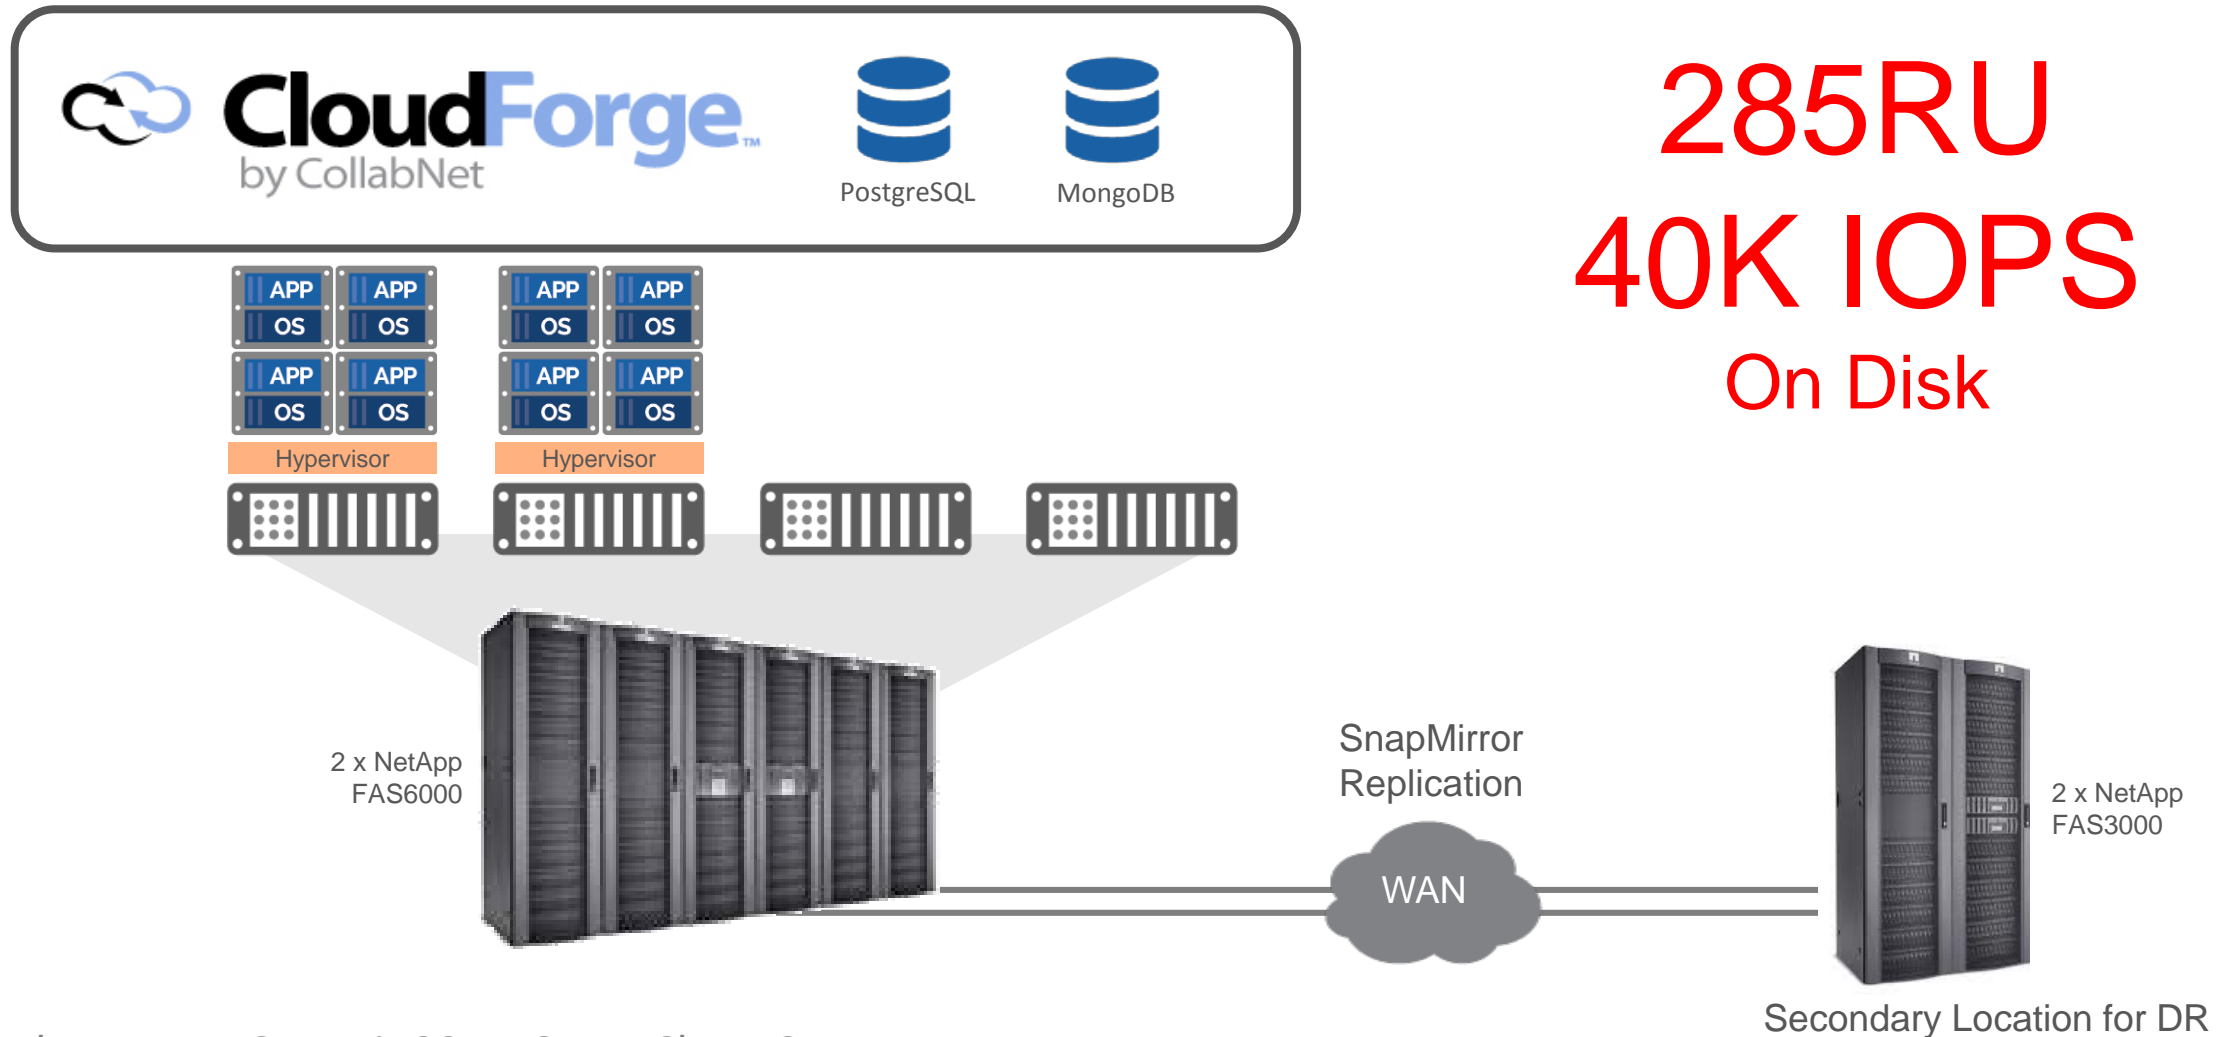 CloudForge™
by CollabNet
PostgreSQL
MongoDB
285RU
40K IOPS
On Disk
APP APP APP APP
OS OS OS OS
APP APP APP APP
OS OS OS OS
Hypervisor
Hypervisor
2 x NetApp
FAS6000
SnapMirror
Replication
WAN
2 x NetApp
FAS3000
Secondary Location for DR